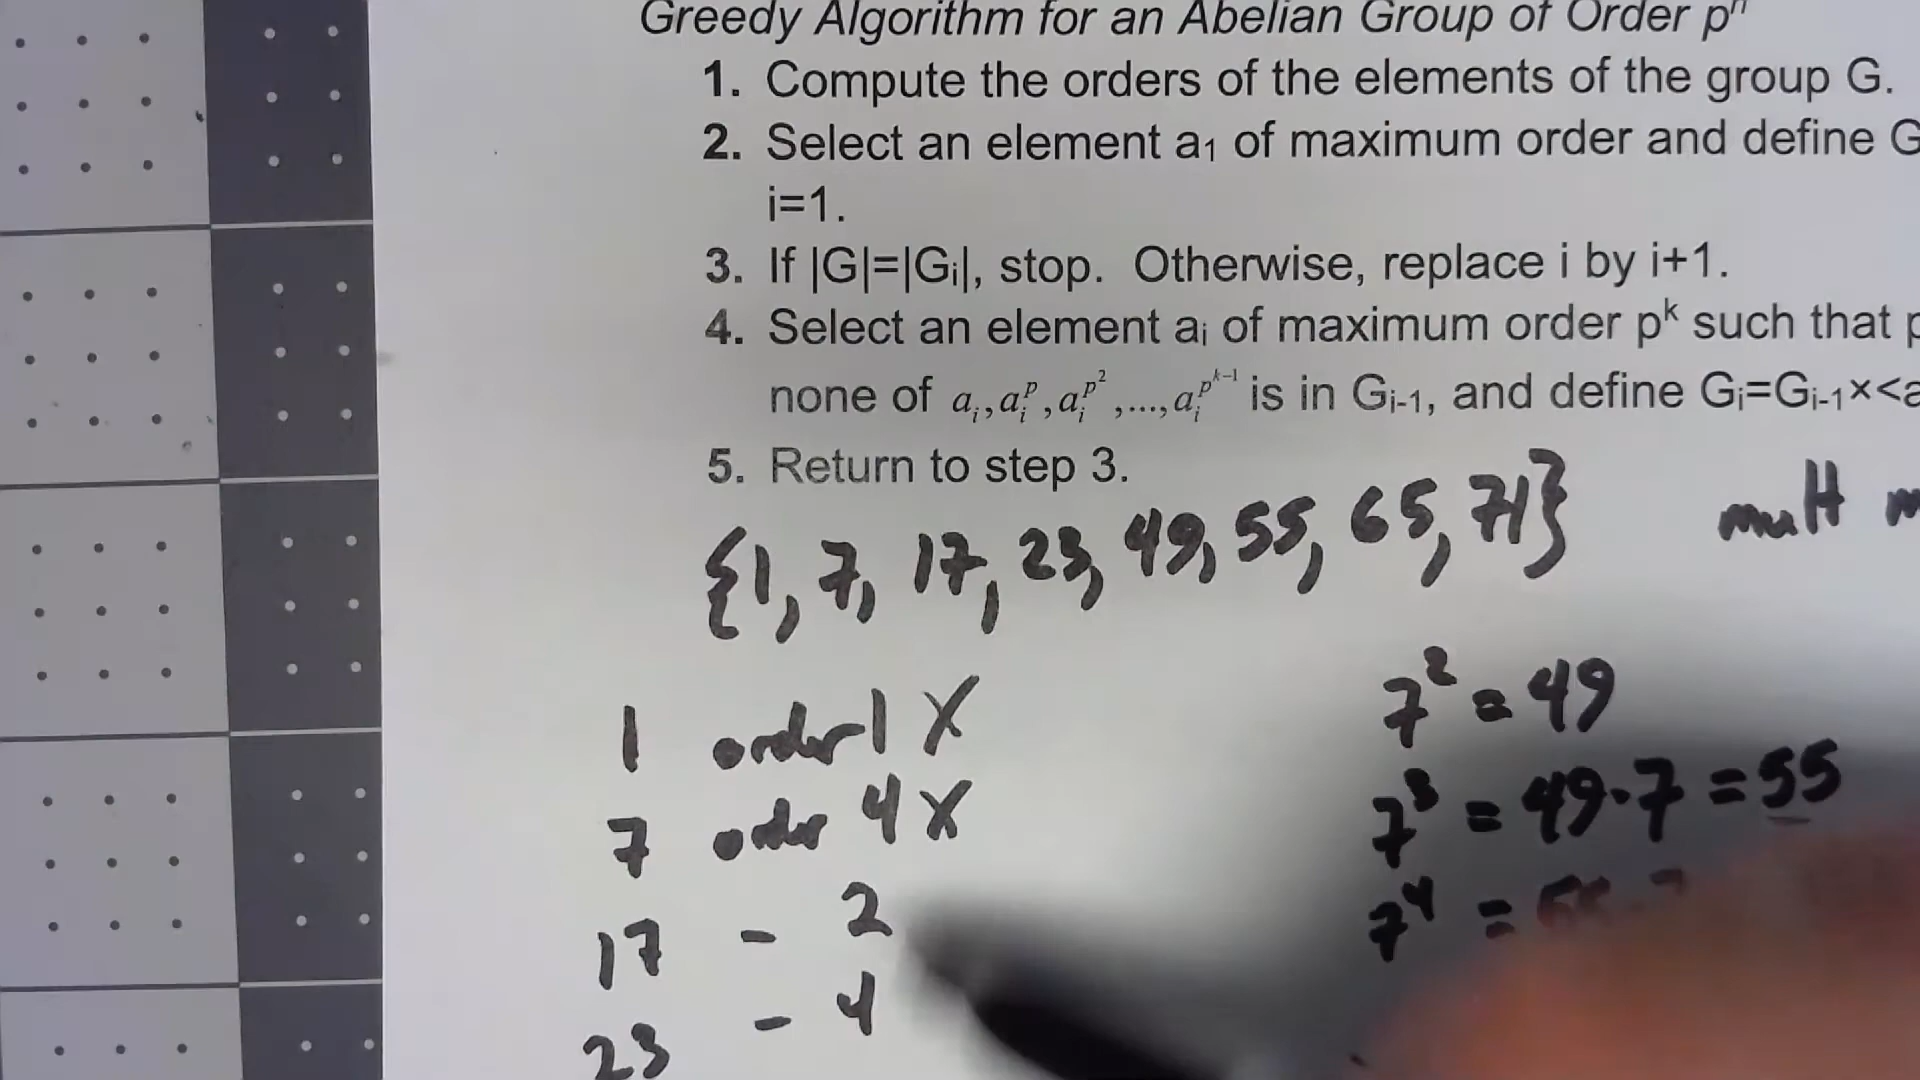 Greedy Algorithm for an Abelian Group of Order pⁿ
1. Compute the orders of the elements of the group G.
2. Select an element a₁ of maximum order and define G
i=1.
3. If |G|=|Gᵢ|, stop. Otherwise, replace i by i+1.
4. Select an element aᵢ of maximum order pᵏ such that p
none of aᵢ, aᵢ^p, aᵢ^{p²}, ..., aᵢ^{p^{k-1}} is in Gᵢ₋₁, and define Gᵢ=Gᵢ₋₁×<a
5. Return to step 3.
{1, 7, 17, 23, 49, 55, 65, 71} mult m
1 order 1 X
7 order 4 X
17 - 2
23 - 4
7² = 49
7³ = 49·7 = 55
7⁴ =